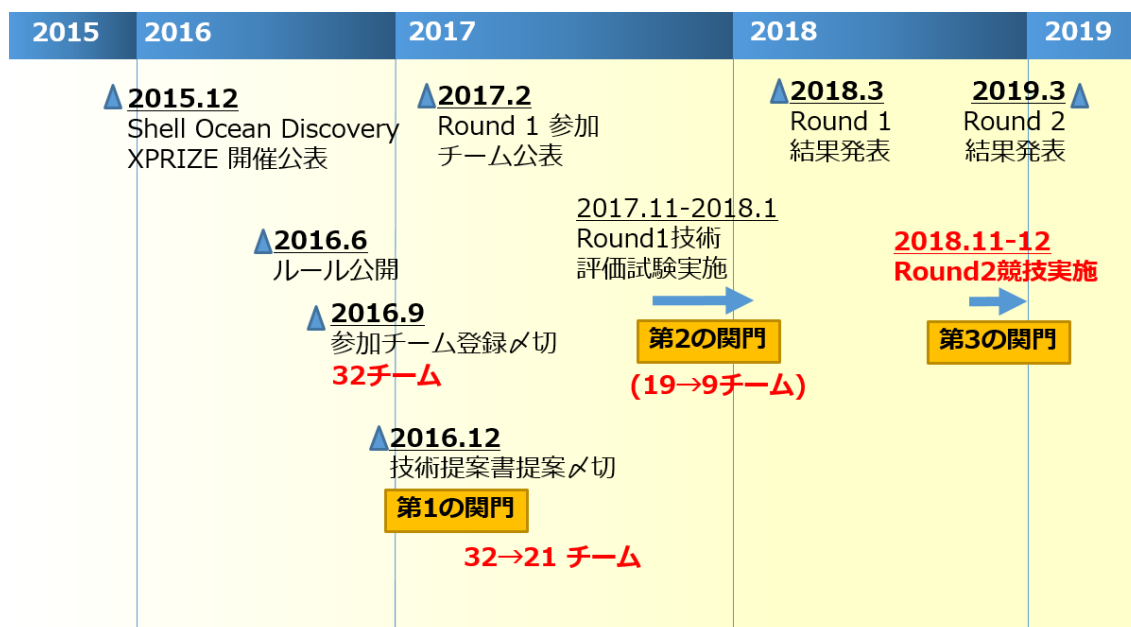 2015
2016
2017
2018
2019
2015.12
Shell Ocean Discovery
XPRIZE 開催公表
2017.2
Round 1 参加
チーム公表
2018.3
Round 1
結果発表
2019.3
Round 2
結果発表
2016.6
ルール公開
2017.11-2018.1
Round1技術
評価試験実施
2018.11-12
Round2競技実施
2016.9
参加チーム登録〆切
32チーム
第2の関門
(19→9チーム)
第3の関門
2016.12
技術提案書提案〆切
第1の関門
32→21 チーム